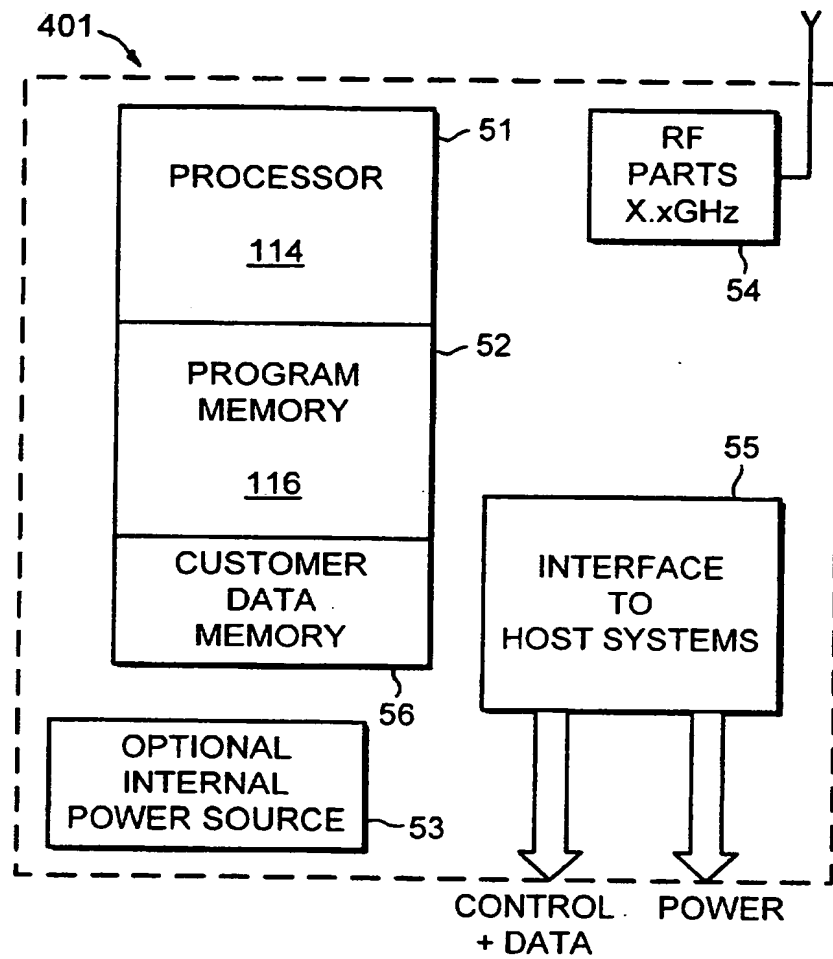 401
51
PROCESSOR
114
RF
PARTS
X.xGHz
54
52
PROGRAM
MEMORY
116
55
INTERFACE
TO
HOST SYSTEMS
CUSTOMER
DATA
MEMORY
56
OPTIONAL
INTERNAL
POWER SOURCE
53
CONTROL
+ DATA
POWER